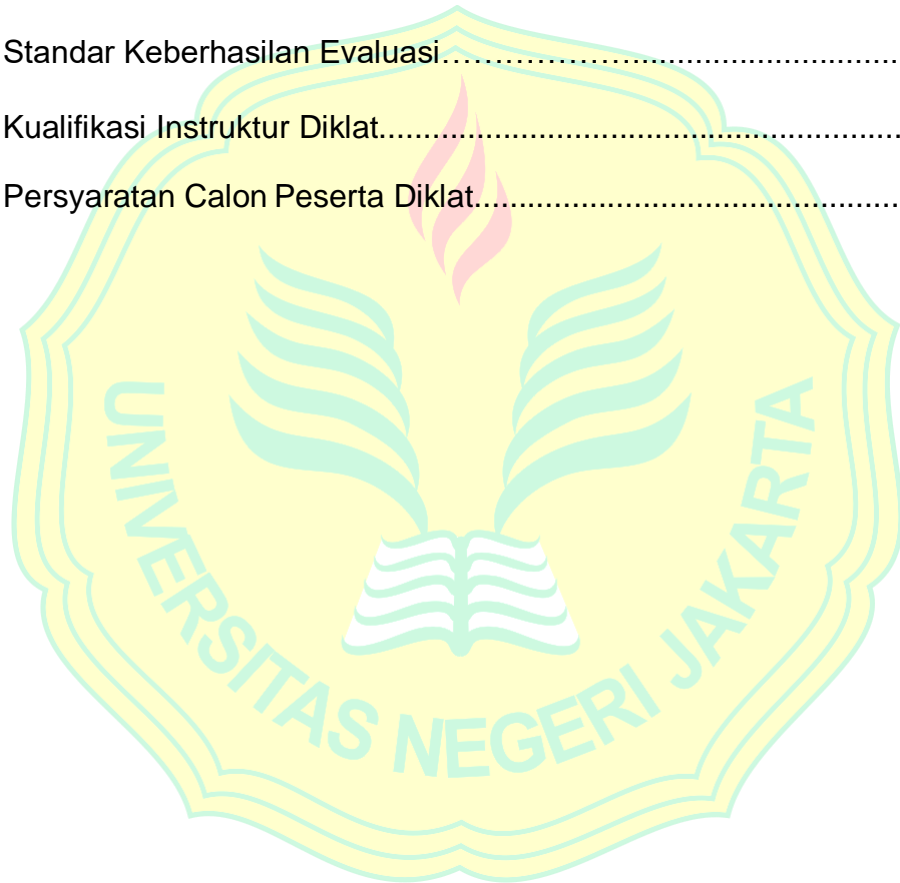 Standar Keberhasilan Evaluasi…………………..............................
Kualifikasi Instruktur Diklat...........................................................
Persyaratan Calon Peserta Diklat................................................
UNIVERSITAS NEGERI JAKARTA